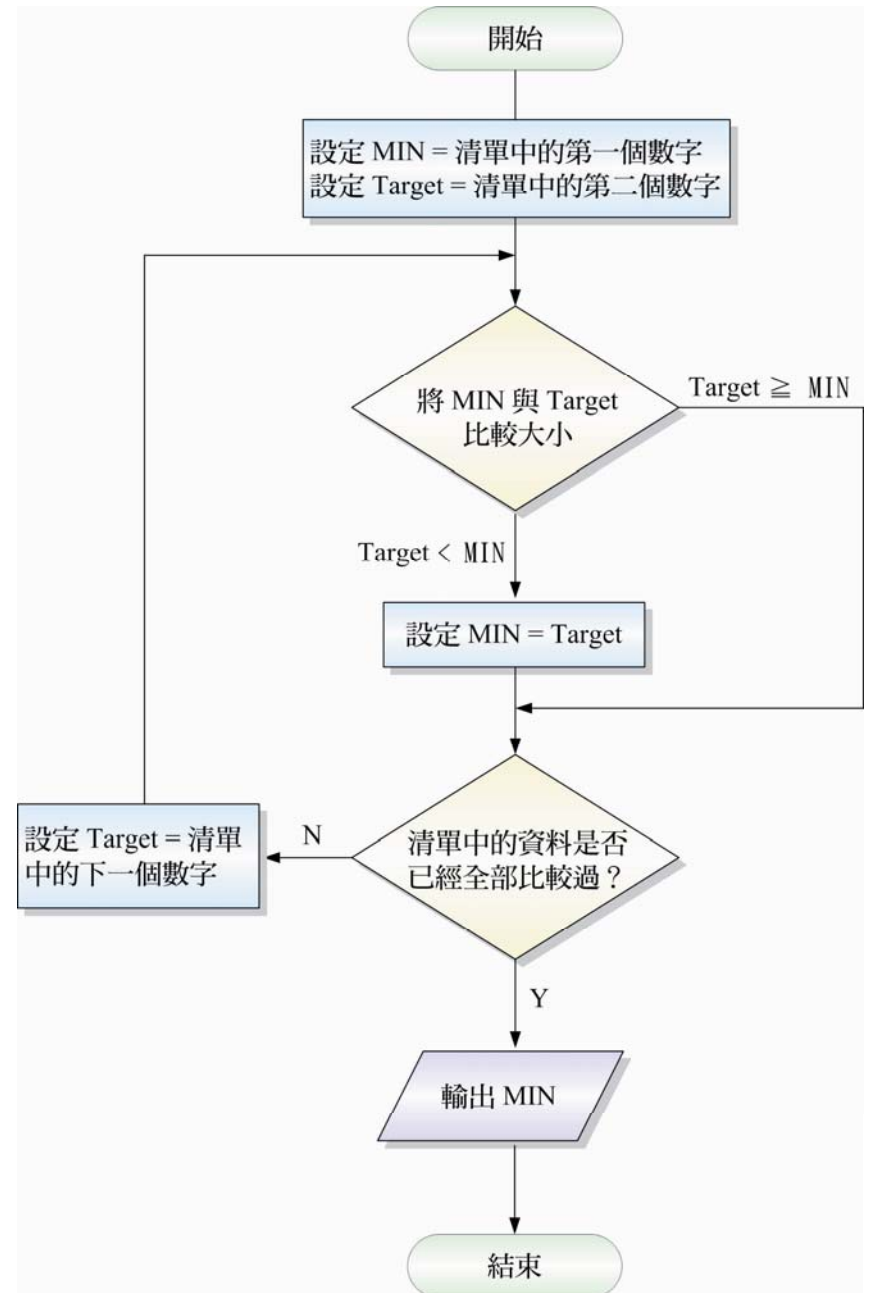 開始
設定 MIN = 清單中的第一個數字
設定 Target = 清單中的第二個數字
將 MIN 與 Target
比較大小
Target ≧ MIN
Target < MIN
設定 MIN = Target
清單中的資料是否
已經全部比較過？
N
設定 Target = 清單
中的下一個數字
Y
輸出 MIN
結束